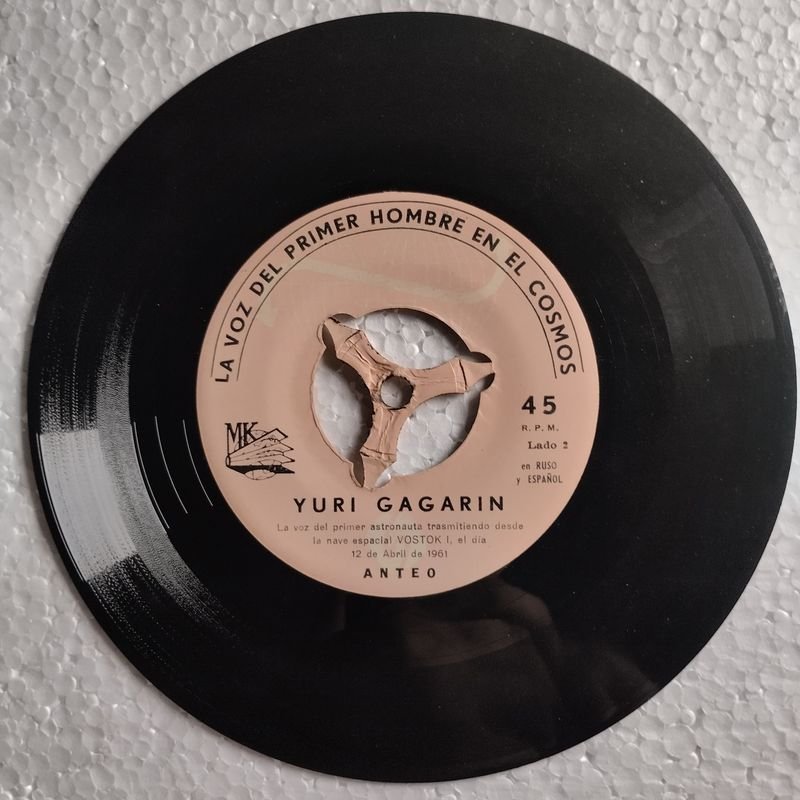 LA VOZ DEL PRIMER HOMBRE EN EL COSMOS
45
R. P. M.
Lado 2
en RUSO
y ESPAÑOL
MK
YURI GAGARIN
La voz del primer astronauta trasmitiendo desde
la nave espacial VOSTOK I, el día
12 de Abril de 1961
ANTEO